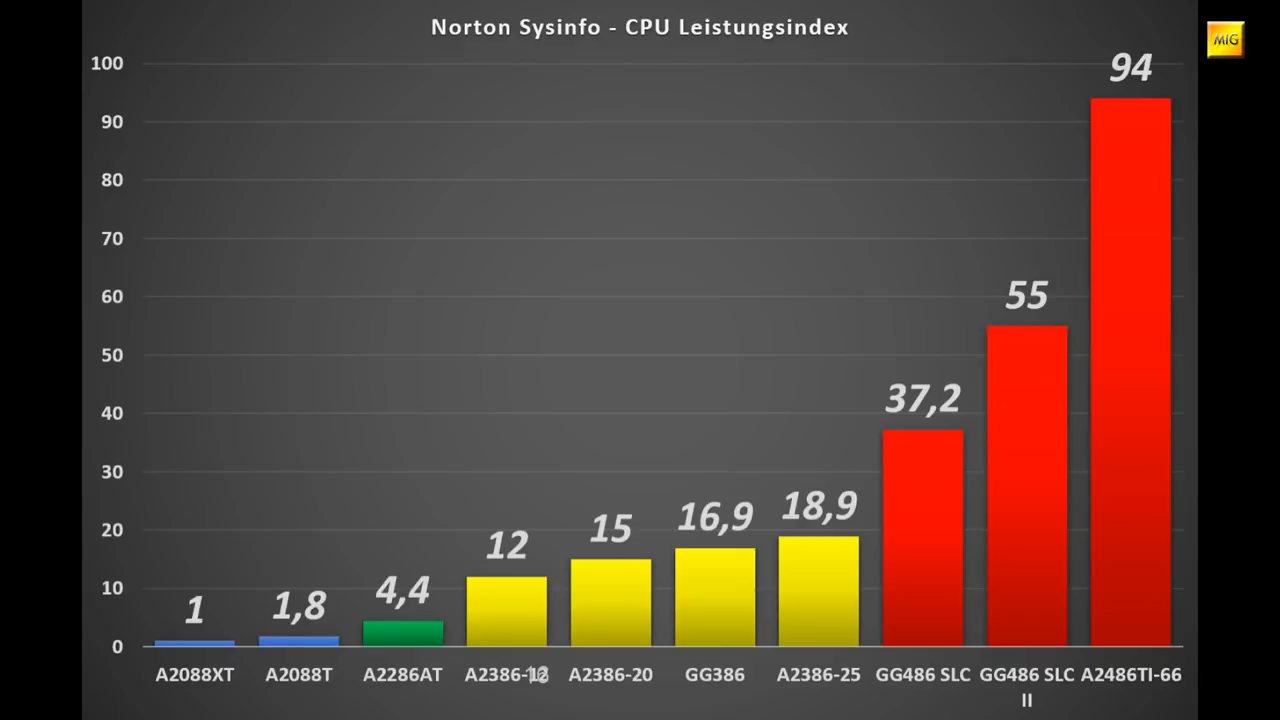 Norton Sysinfo - CPU Leistungsindex
MIG
100
90
80
70
60
50
40
30
20
10
0
1
1,8
4,4
12
15
16,9
18,9
37,2
55
94
A2088XT
A2088T
A2286AT
A2386-
A2386-20
GG386
A2386-25
GG486 SLC
GG486 SLC II
A2486TI-66